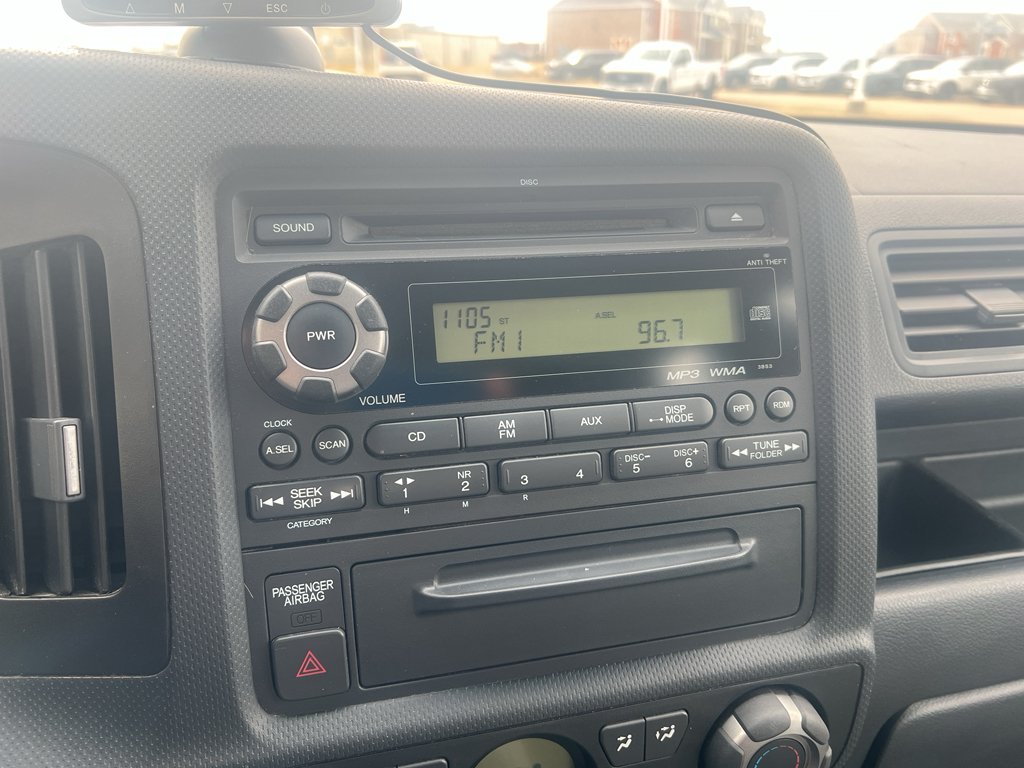 M ESC
DISC
SOUND
ANTI THEFT
PWR
VOLUME
1105 ST A.SEL
FM1 96.7
MP3 WMA 3BS3
CLOCK
A.SEL SCAN CD AM FM AUX DISP MODE RPT RDM
SEEK SKIP
CATEGORY
1 NR 2
H M
3 4
R
DISC- 5 DISC+ 6
TUNE FOLDER
PASSENGER
AIRBAG
OFF